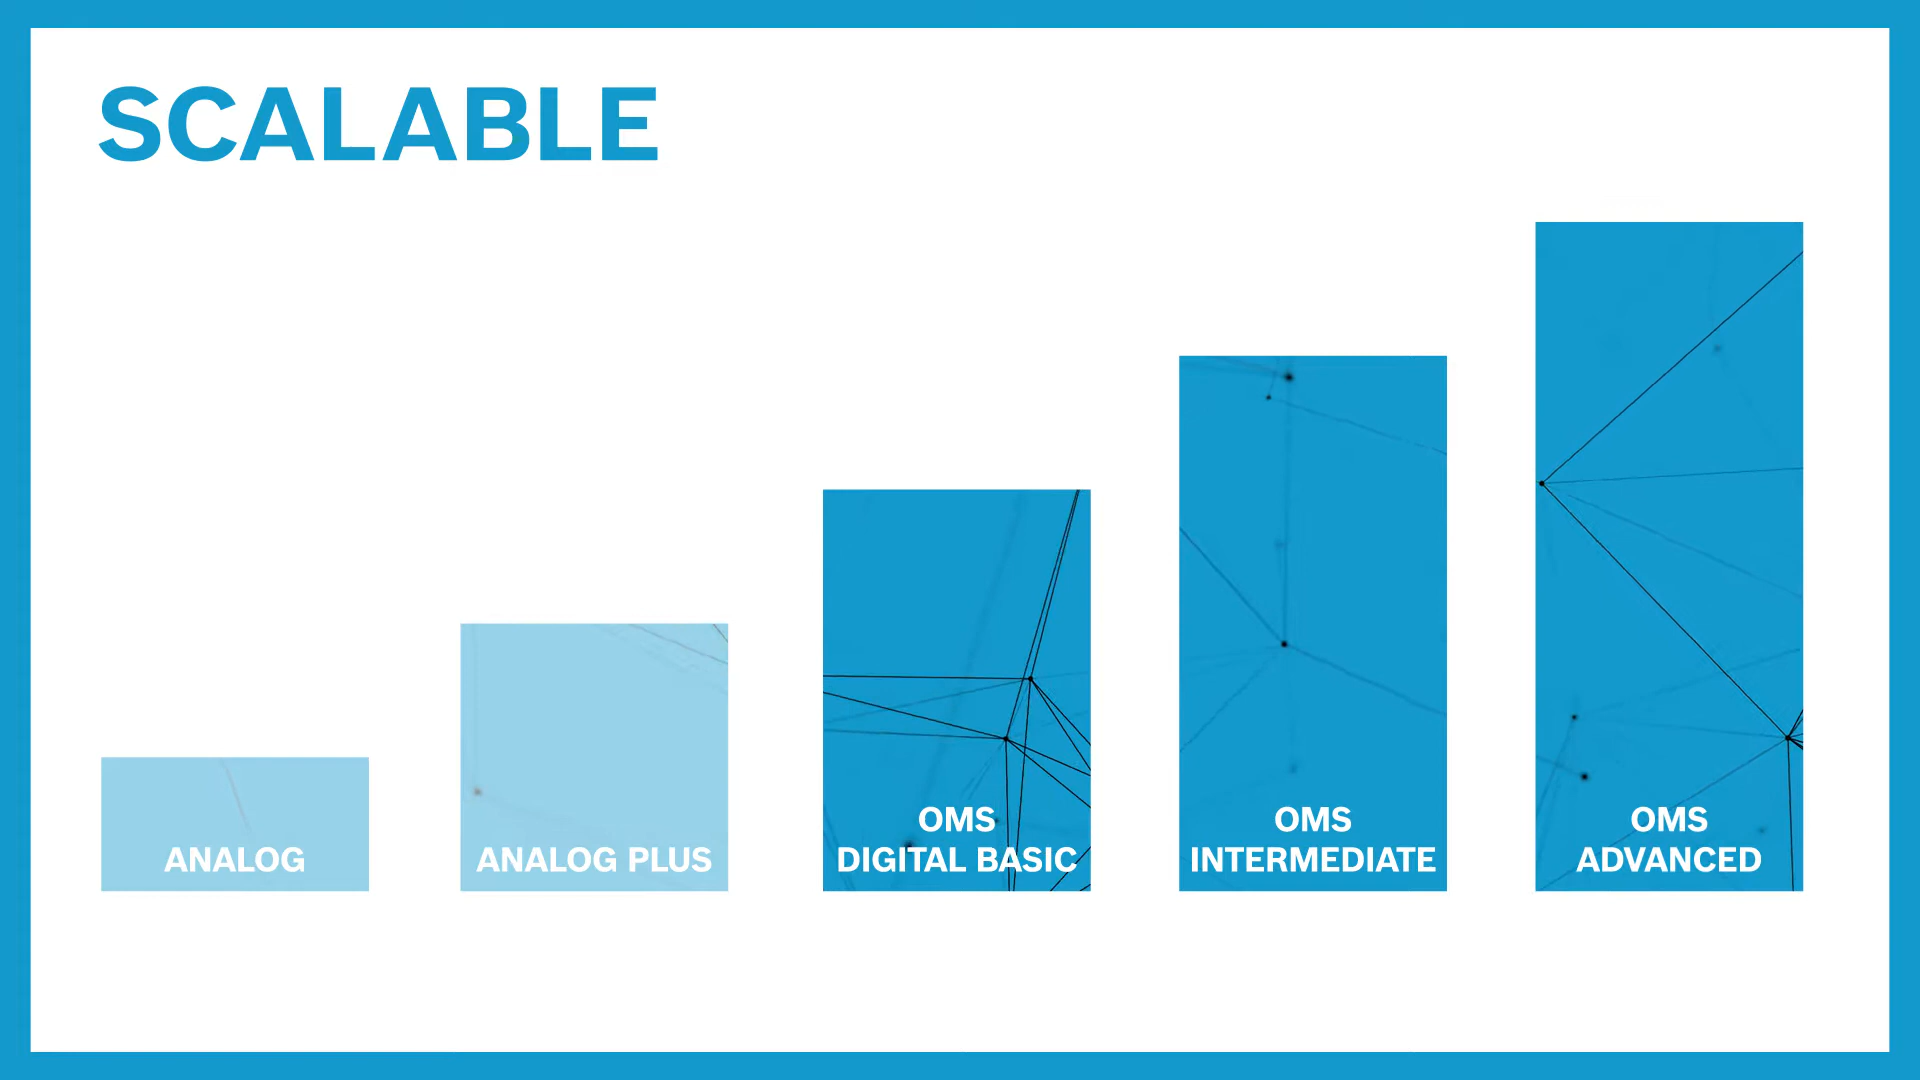 SCALABLE
ANALOG
ANALOG PLUS
OMS
DIGITAL BASIC
OMS
INTERMEDIATE
OMS
ADVANCED